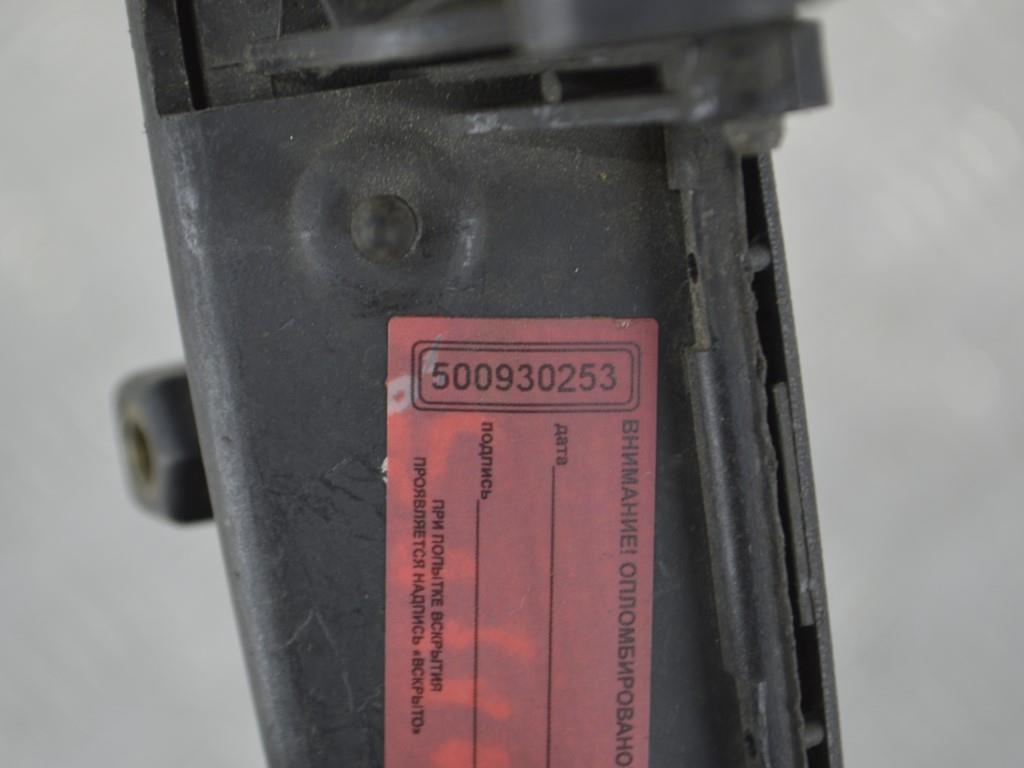 500930253
ВНИМАНИЕ! ОПЛОМБИРОВАНО
дата
подпись
ПРИ ПОПЫТКЕ ВСКРЫТИЯ
ПРОЯВЛЯЕТСЯ НАДПИСЬ «ВСКРЫТО»